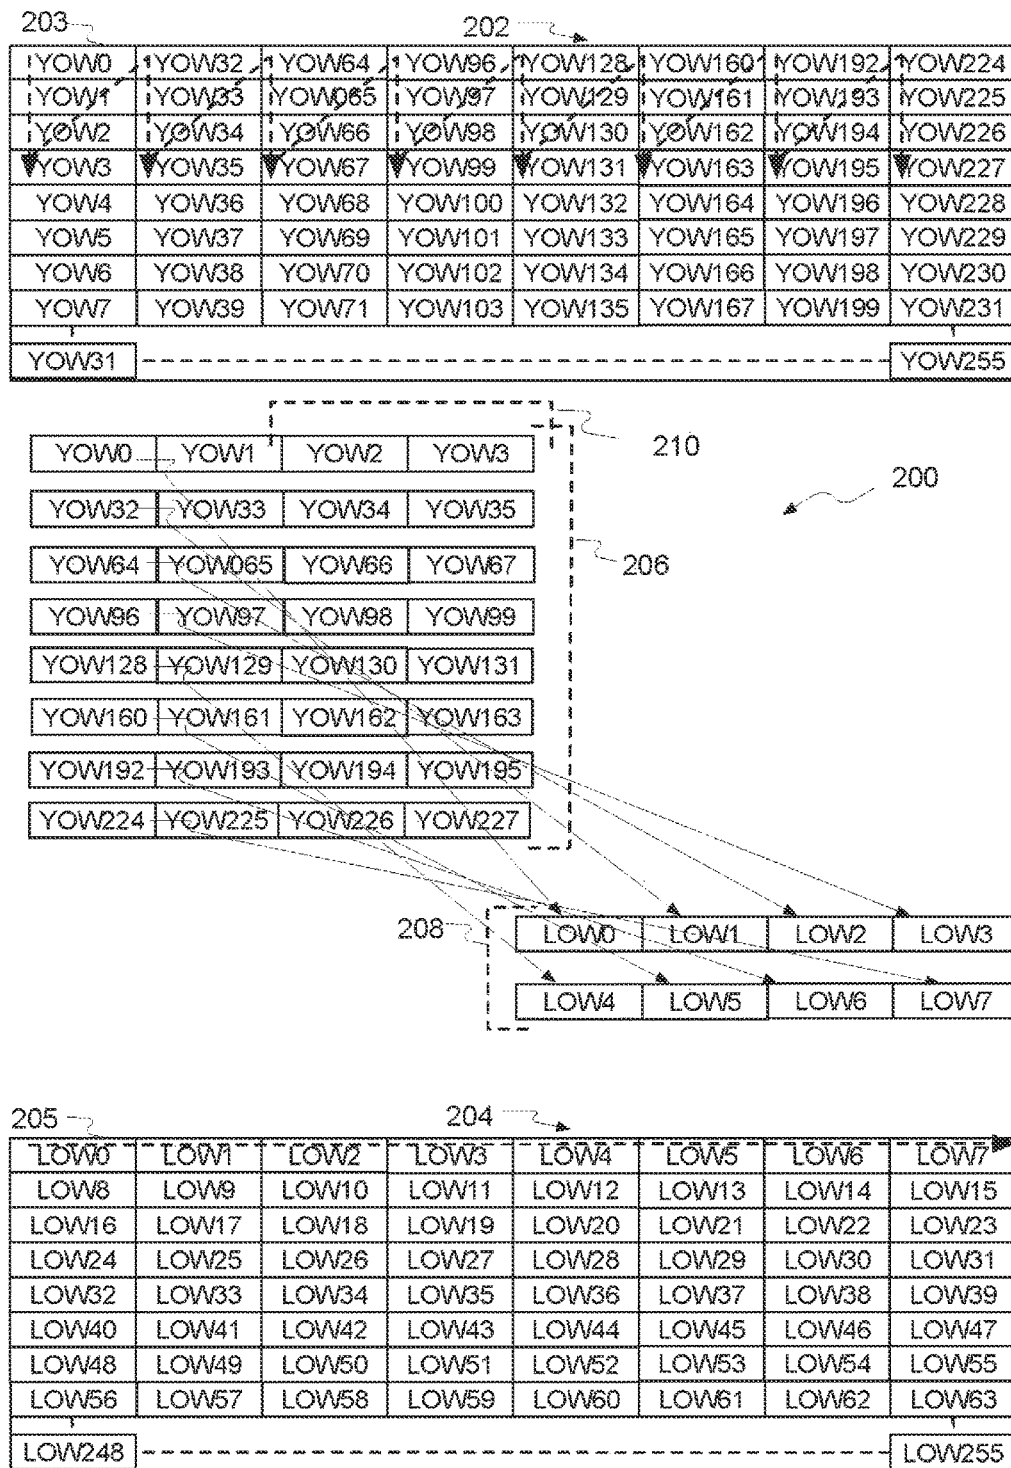 203 202
YOW0 YOW32 YOW64 YOW96 YOW128 YOW160 YOW192 YOW224
YOW1 YOW33 YOW065 YOW97 YOW129 YOW161 YOW193 YOW225
YOW2 YOW34 YOW66 YOW98 YOW130 YOW162 YOW194 YOW226
YOW3 YOW35 YOW67 YOW99 YOW131 YOW163 YOW195 YOW227
YOW4 YOW36 YOW68 YOW100 YOW132 YOW164 YOW196 YOW228
YOW5 YOW37 YOW69 YOW101 YOW133 YOW165 YOW197 YOW229
YOW6 YOW38 YOW70 YOW102 YOW134 YOW166 YOW198 YOW230
YOW7 YOW39 YOW71 YOW103 YOW135 YOW167 YOW199 YOW231
YOW31 YOW255
210
YOW0 YOW1 YOW2 YOW3
200
YOW32 YOW33 YOW34 YOW35
206
YOW64 YOW065 YOW66 YOW67
YOW96 YOW97 YOW98 YOW99
YOW128 YOW129 YOW130 YOW131
YOW160 YOW161 YOW162 YOW163
YOW192 YOW193 YOW194 YOW195
YOW224 YOW225 YOW226 YOW227
208
LOW0 LOW1 LOW2 LOW3
LOW4 LOW5 LOW6 LOW7
205 204
LOW0 LOW1 LOW2 LOW3 LOW4 LOW5 LOW6 LOW7
LOW8 LOW9 LOW10 LOW11 LOW12 LOW13 LOW14 LOW15
LOW16 LOW17 LOW18 LOW19 LOW20 LOW21 LOW22 LOW23
LOW24 LOW25 LOW26 LOW27 LOW28 LOW29 LOW30 LOW31
LOW32 LOW33 LOW34 LOW35 LOW36 LOW37 LOW38 LOW39
LOW40 LOW41 LOW42 LOW43 LOW44 LOW45 LOW46 LOW47
LOW48 LOW49 LOW50 LOW51 LOW52 LOW53 LOW54 LOW55
LOW56 LOW57 LOW58 LOW59 LOW60 LOW61 LOW62 LOW63
LOW248 LOW255